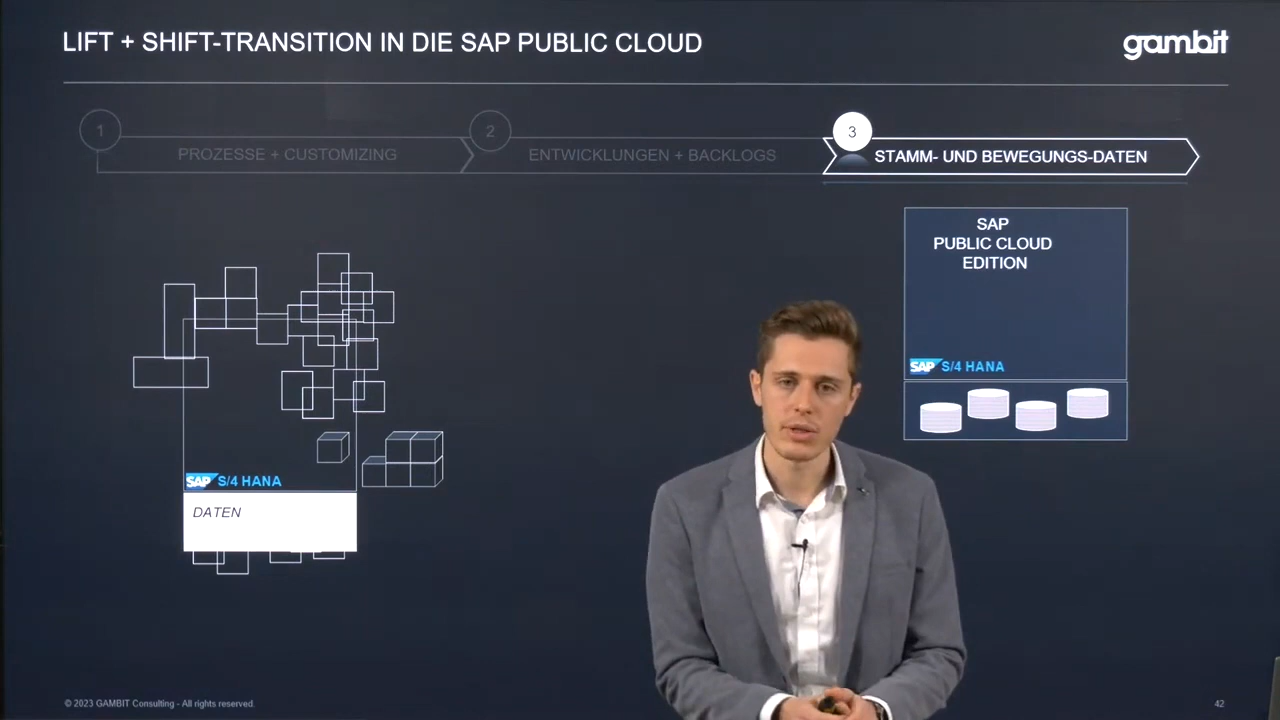 LIFT + SHIFT-TRANSITION IN DIE SAP PUBLIC CLOUD
gambit
1
PROZESSE + CUSTOMIZING
2
ENTWICKLUNGEN + BACKLOGS
3
STAMM- UND BEWEGUNGS-DATEN
SAP
PUBLIC CLOUD
EDITION
SAP S/4 HANA
SAP S/4 HANA
DATEN
© 2023 GAMBIT Consulting - All rights reserved.
42